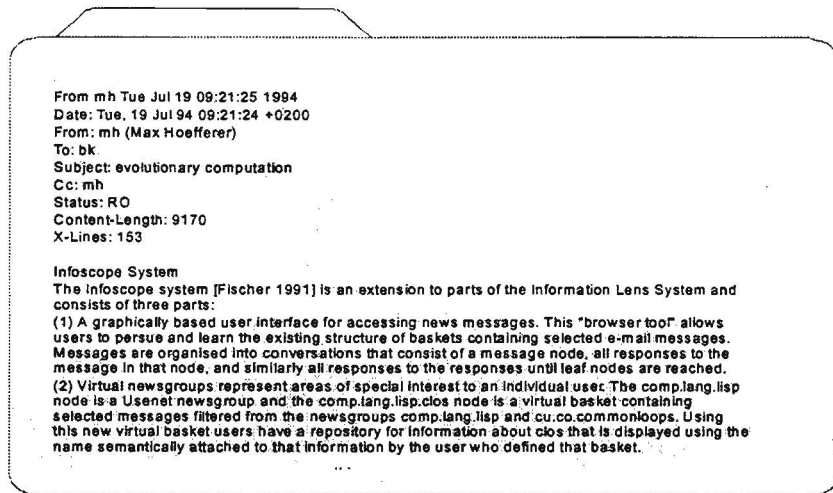 From mh Tue Jul 19 09:21:25 1994
Date: Tue, 19 Jul 94 09:21:24 +0200
From: mh (Max Hoefferer)
To: bk
Subject: evolutionary computation
Cc: mh
Status: RO
Content-Length: 9170
X-Lines: 153
Infoscope System
The Infoscope system [Fischer 1991] is an extension to parts of the Information Lens System and
consists of three parts:
(1) A graphically based user interface for accessing news messages. This "browser tool" allows
users to persue and learn the existing structure of baskets containing selected e-mail messages.
Messages are organised into conversations that consist of a message node, all responses to the
message in that node, and similarly all responses to the responses until leaf nodes are reached.
(2) Virtual newsgroups represent areas of special interest to an individual user. The comp.lang.lisp
node is a Usenet newsgroup and the comp.lang.lisp.clos node is a virtual basket containing
selected messages filtered from the newsgroups comp.lang.lisp and cu.co.commonloops. Using
this new virtual basket users have a repository for information about clos that is displayed using the
name semantically attached to that information by the user who defined that basket.